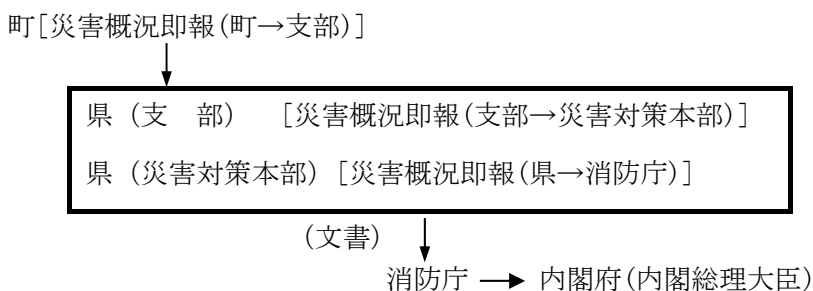 町[災害概況即報(町→支部)]
県（支　部）　[災害概況即報(支部→災害対策本部)]
県（災害対策本部）[災害概況即報(県→消防庁)]
(文書)
消防庁 → 内閣府(内閣総理大臣)